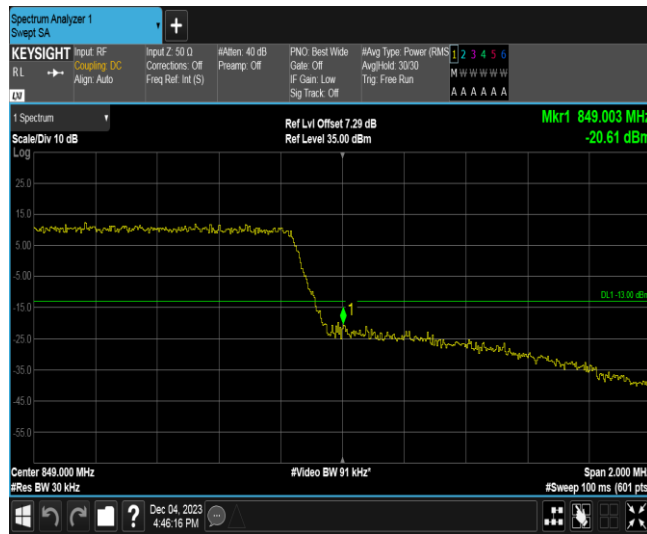 Spectrum Analyzer 1
Swept SA
+
KEYSIGHT
RL
LXI
Input: RF
Coupling: DC
Align: Auto
Input Z: 50 Ω
Corrections: Off
Freq Ref: Int (S)
#Atten: 40 dB
Preamp: Off
PNO: Best Wide
Gate: Off
IF Gain: Low
Sig Track: Off
#Avg Type: Power (RMS
Avg|Hold: 30/30
Trig: Free Run
1 2 3 4 5 6
M W W W W W
A A A A A A
1 Spectrum
Scale/Div 10 dB
Log
Ref Lvl Offset 7.29 dB
Ref Level 35.00 dBm
Mkr1 849.003 MHz
-20.61 dBm
25.0
15.0
5.00
-5.00
-15.0
-25.0
-35.0
-45.0
-55.0
DL1 -13.00 dBm
1
Center 849.000 MHz
#Res BW 30 kHz
#Video BW 91 kHz*
Span 2.000 MH
#Sweep 100 ms (601 pts
?
Dec 04, 2023
4:46:16 PM